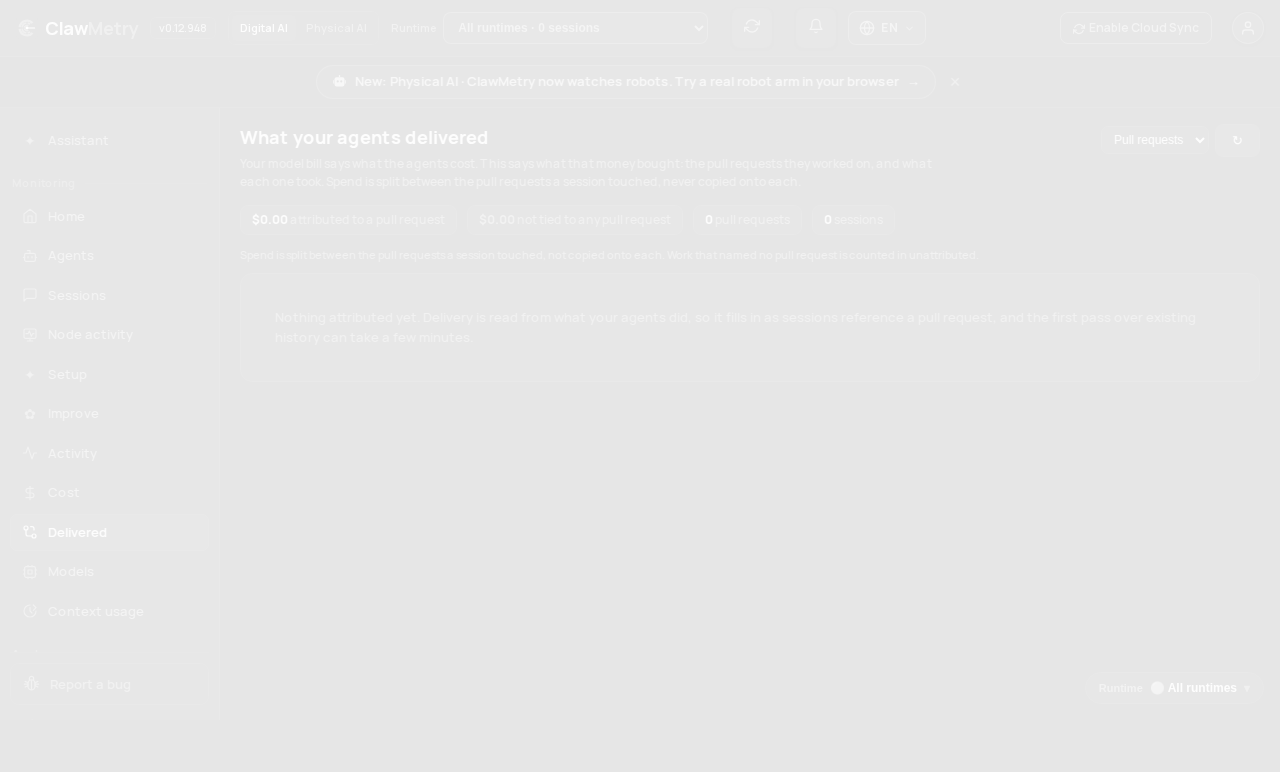 ClawMetry v0.12.948 Digital AI Physical AI Runtime All runtimes - 0 sessions EN Enable Cloud Sync
New: Physical AI · ClawMetry now watches robots. Try a real robot arm in your browser →
Assistant
Monitoring
Home
Agents
Sessions
Node activity
Setup
Improve
Activity
Cost
Delivered
Models
Context usage
Report a bug
What your agents delivered
Pull requests
Your model bill says what the agents cost. This says what that money bought: the pull requests they worked on, and what
each one took. Spend is split between the pull requests a session touched, never copied onto each.
$0.00 attributed to a pull request $0.00 not tied to any pull request 0 pull requests 0 sessions
Spend is split between the pull requests a session touched, not copied onto each. Work that named no pull request is counted in unattributed.
Nothing attributed yet. Delivery is read from what your agents did, so it fills in as sessions reference a pull request, and the first pass over existing
history can take a few minutes.
Runtime All runtimes